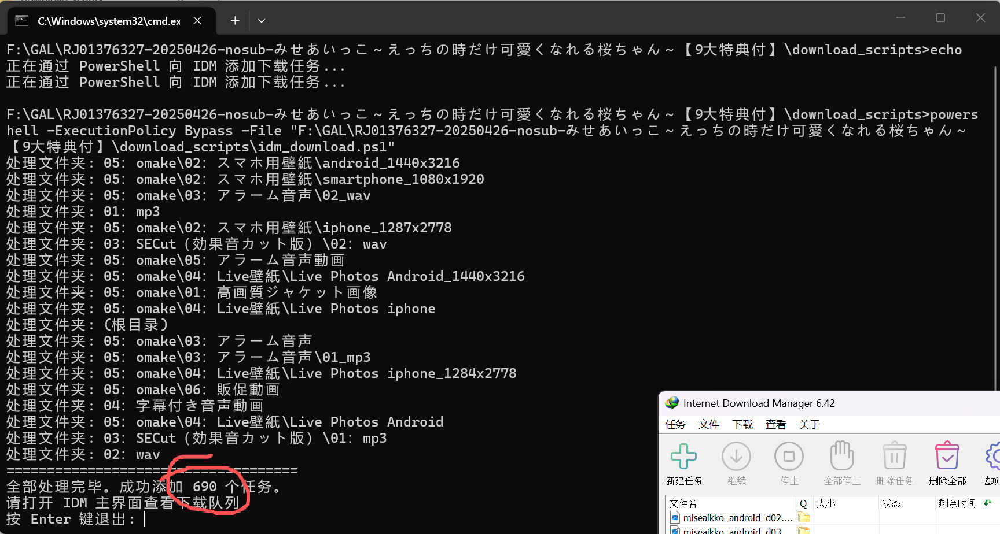 C:\Windows\system32\cmd.ex
F:\GAL\RJ01376327-20250426-nosub-みせあいっこ～えっちの時だけ可愛くなれる桜ちゃん～【9大特典付】\download_scripts>echo
正在通过 PowerShell 向 IDM 添加下载任务...
正在通过 PowerShell 向 IDM 添加下载任务...
F:\GAL\RJ01376327-20250426-nosub-みせあいっこ～えっちの時だけ可愛くなれる桜ちゃん～【9大特典付】\download_scripts>powers
hell -ExecutionPolicy Bypass -File "F:\GAL\RJ01376327-20250426-nosub-みせあいっこ～えっちの時だけ可愛くなれる桜ちゃん～
【9大特典付】\download_scripts\idm_download.ps1"
处理文件夹: 05: omake\02: スマホ用壁紙\android_1440x3216
处理文件夹: 05: omake\02: スマホ用壁紙\smartphone_1080x1920
处理文件夹: 05: omake\03: アラーム音声\02_wav
处理文件夹: 01: mp3
处理文件夹: 05: omake\02: スマホ用壁紙\iphone_1287x2778
处理文件夹: 03: SECut（効果音カット版）\02: wav
处理文件夹: 05: omake\05: アラーム音声動画
处理文件夹: 05: omake\04: Live壁紙\Live Photos Android_1440x3216
处理文件夹: 05: omake\01: 高画質ジャケット画像
处理文件夹: 05: omake\04: Live壁紙\Live Photos iphone
处理文件夹: (根目录)
处理文件夹: 05: omake\03: アラーム音声
处理文件夹: 05: omake\03: アラーム音声\01_mp3
处理文件夹: 05: omake\04: Live壁紙\Live Photos iphone_1284x2778
处理文件夹: 05: omake\06: 販促動画
处理文件夹: 04: 字幕付き音声動画
处理文件夹: 05: omake\04: Live壁紙\Live Photos Android
处理文件夹: 03: SECut（効果音カット版）\01: mp3
处理文件夹: 02: wav
====================================
全部处理完毕。成功添加 690 个任务。
请打开 IDM 主界面查看下载队列
按 Enter 键退出:
Internet Download Manager 6.42
任务 文件 下载 查看 关于
新建任务 继续 停止 全部停止 删除任务 删除全部 选项
文件名 Q 大小 状态 剩余时间
miseaikko_android_d02....
miseaikko_android_d03